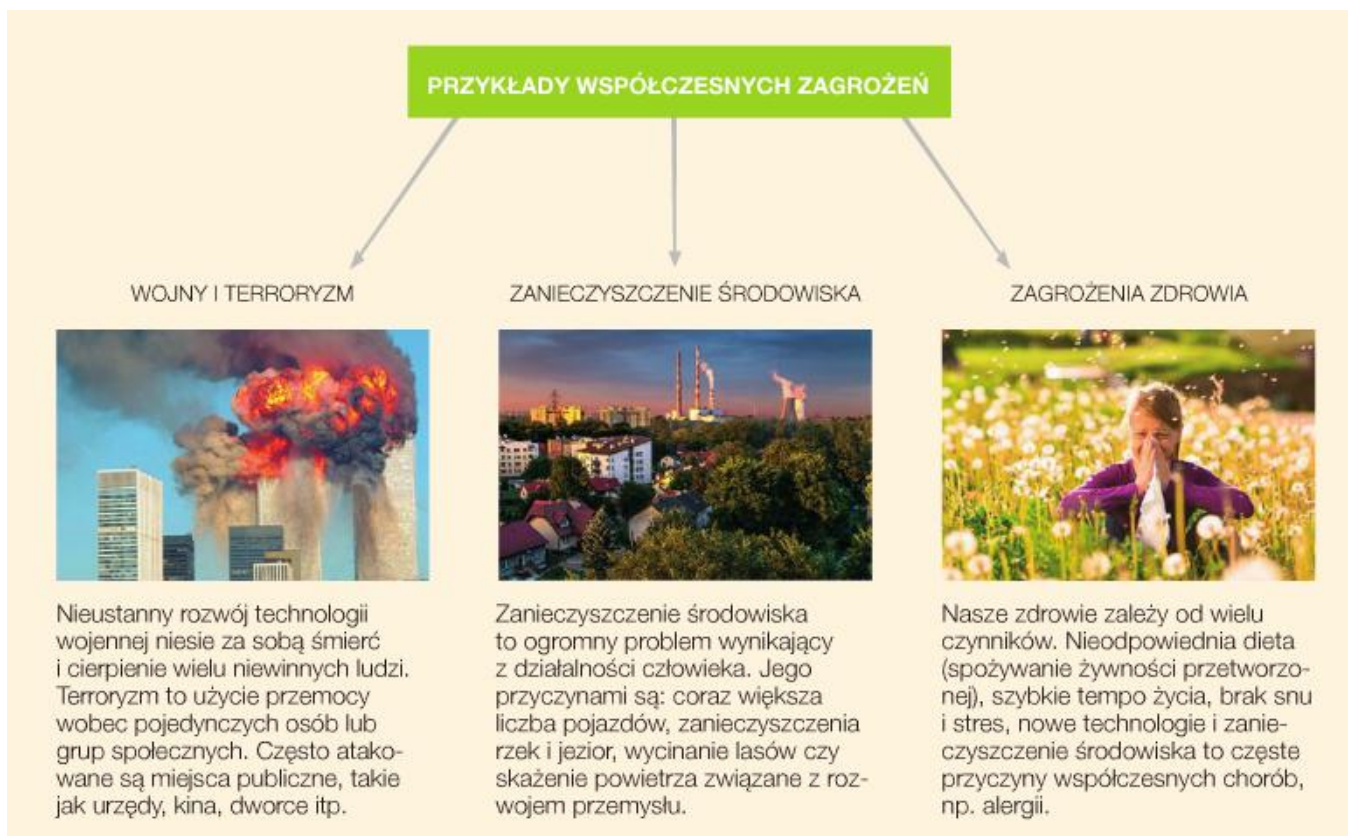 PRZYKŁADY WSPÓŁCZESNYCH ZAGROŻEŃ
WOJNY I TERRORYZM
Nieustanny rozwój technologii
wojennej niesie za sobą śmierć
i cierpienie wielu niewinnych ludzi.
Terroryzm to użycie przemocy
wobec pojedynczych osób lub
grup społecznych. Często atako-
wane są miejsca publiczne, takie
jak urzędy, kina, dworce itp.
ZANIECZYSZCZENIE ŚRODOWISKA
Zanieczyszczenie środowiska
to ogromny problem wynikający
z działalności człowieka. Jego
przyczynami są: coraz większa
liczba pojazdów, zanieczyszczenia
rzek i jezior, wycinanie lasów czy
skażenie powietrza związane z roz-
wojem przemysłu.
ZAGROŻENIA ZDROWIA
Nasze zdrowie zależy od wielu
czynników. Nieodpowiednia dieta
(spożywanie żywności przetworzo-
nej), szybkie tempo życia, brak snu
i stres, nowe technologie i zanie-
czyszczenie środowiska to częste
przyczyny współczesnych chorób,
np. alergii.